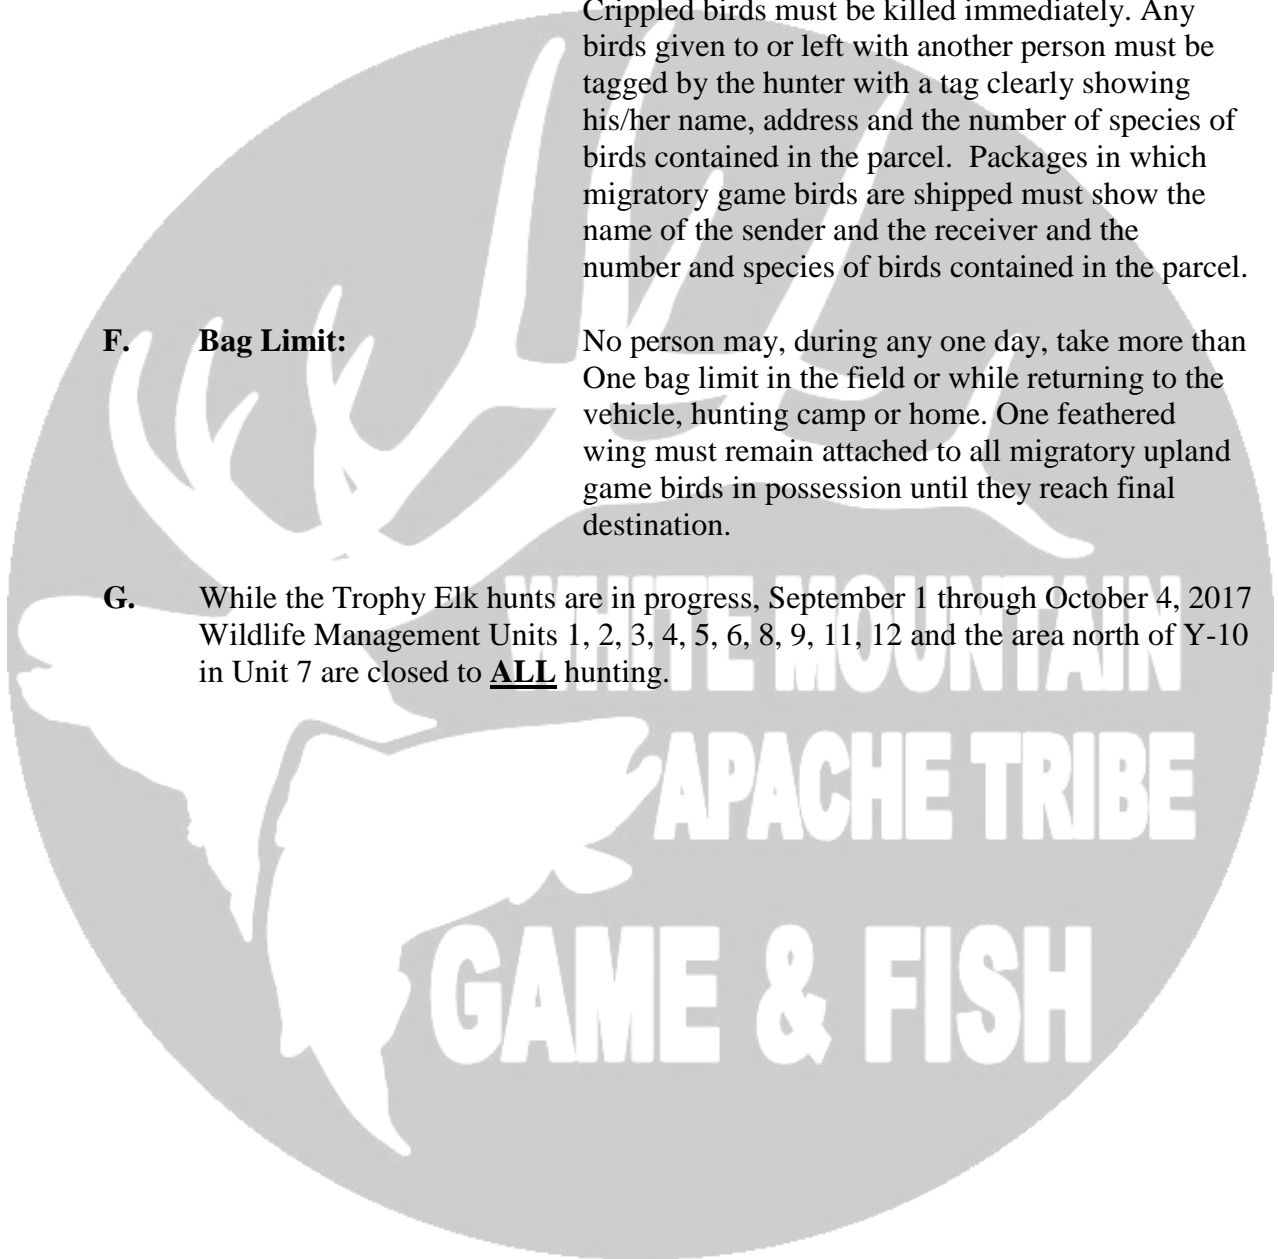 Crippled birds must be killed immediately. Any
birds given to or left with another person must be
tagged by the hunter with a tag clearly showing
his/her name, address and the number of species of
birds contained in the parcel.  Packages in which
migratory game birds are shipped must show the
name of the sender and the receiver and the
number and species of birds contained in the parcel.
F. Bag Limit: No person may, during any one day, take more than
One bag limit in the field or while returning to the
vehicle, hunting camp or home. One feathered
wing must remain attached to all migratory upland
game birds in possession until they reach final
destination.
G. While the Trophy Elk hunts are in progress, September 1 through October 4, 2017
Wildlife Management Units 1, 2, 3, 4, 5, 6, 8, 9, 11, 12 and the area north of Y-10
in Unit 7 are closed to ALL hunting.
WHITE MOUNTAIN
APACHE TRIBE
GAME & FISH